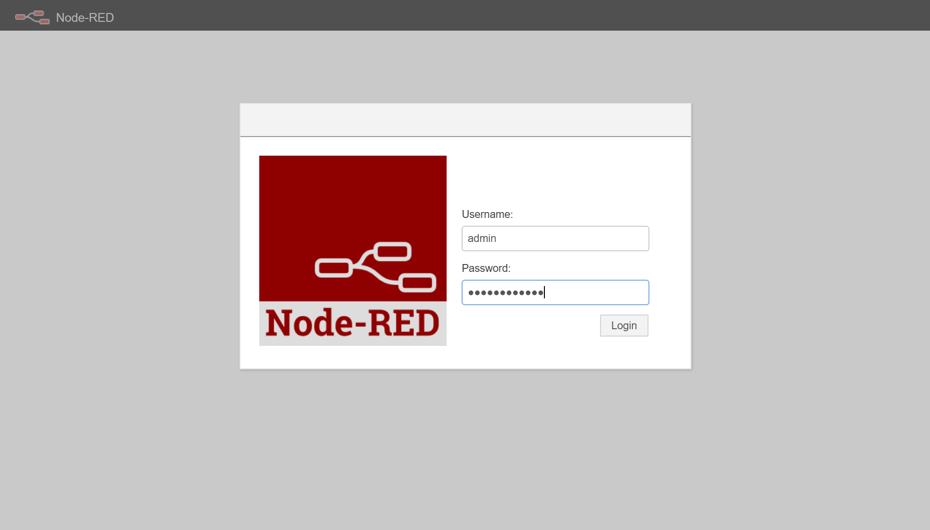 Node-RED
Username:
admin
Password:
••••••••••••
Login
Node-RED